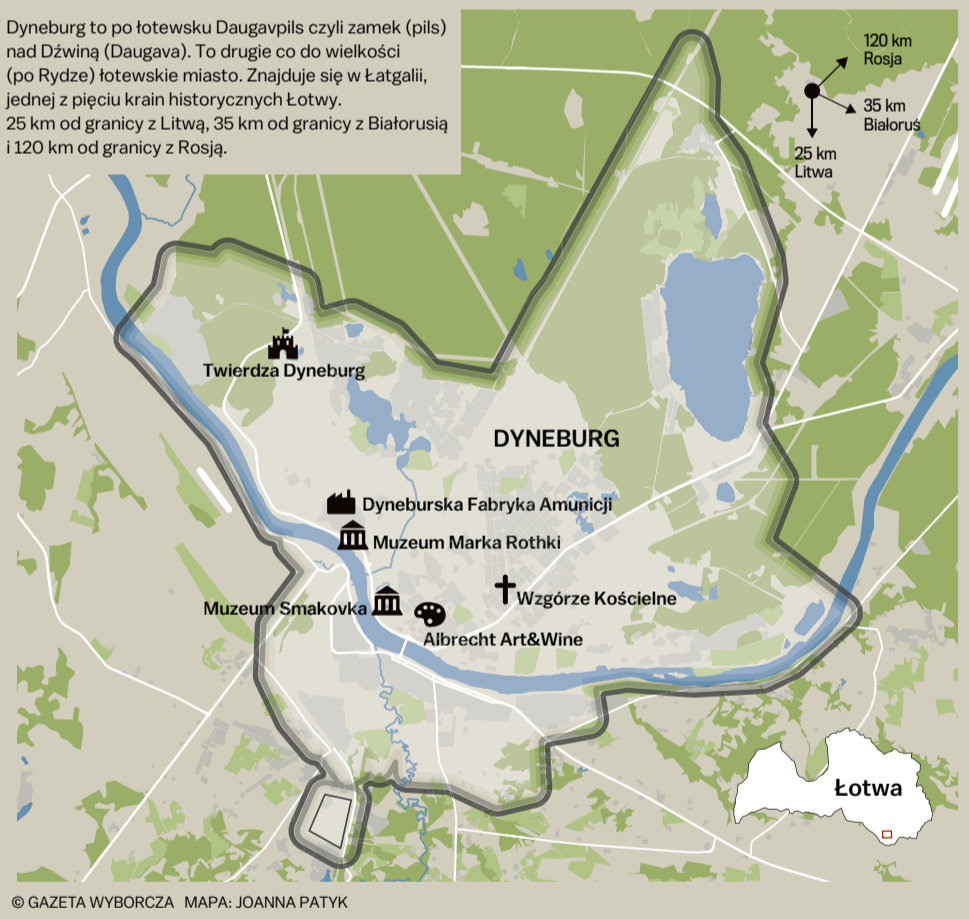 Dyneburg to po łotewsku Daugavpils czyli zamek (pils)
nad Dźwiną (Daugava). To drugie co do wielkości
(po Rydze) łotewskie miasto. Znajduje się w Łatgalii,
jednej z pięciu krain historycznych Łotwy.
25 km od granicy z Litwą, 35 km od granicy z Białorusią
i 120 km od granicy z Rosją.
120 km
Rosja
35 km
Białoruś
25 km
Litwa
Twierdza Dyneburg
DYNEBURG
Dyneburska Fabryka Amunicji
Muzeum Marka Rothki
Wzgórze Kościelne
Muzeum Smakovka
Albrecht Art&Wine
Łotwa
© GAZETA WYBORCZA MAPA: JOANNA PATYK